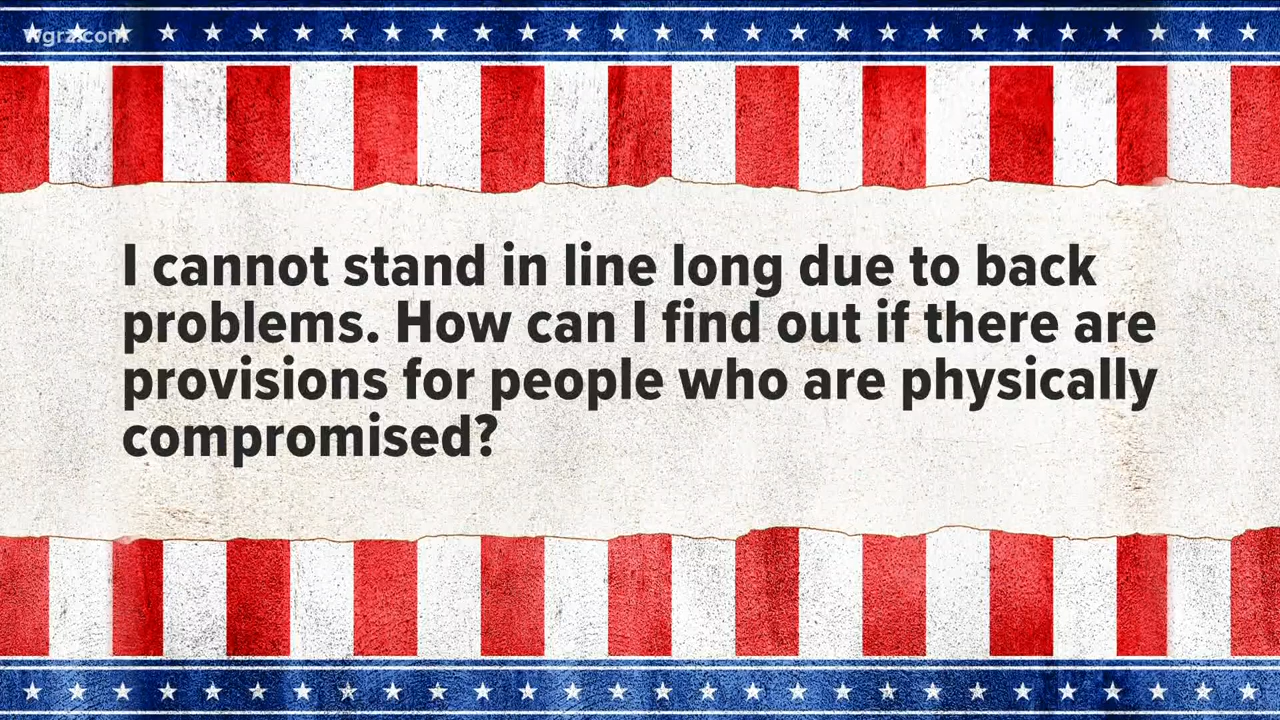 wgrz.com
I cannot stand in line long due to back
problems. How can I find out if there are
provisions for people who are physically
compromised?